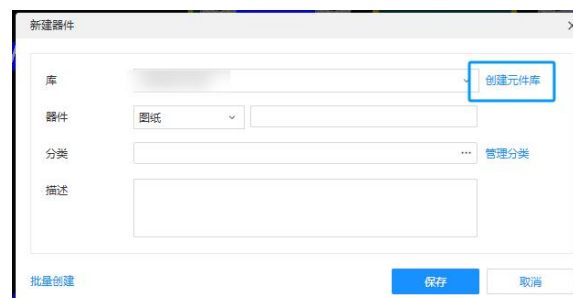 新建器件
库 创建元件库
器件 图纸
分类 ... 管理分类
描述
批量创建 保存 取消